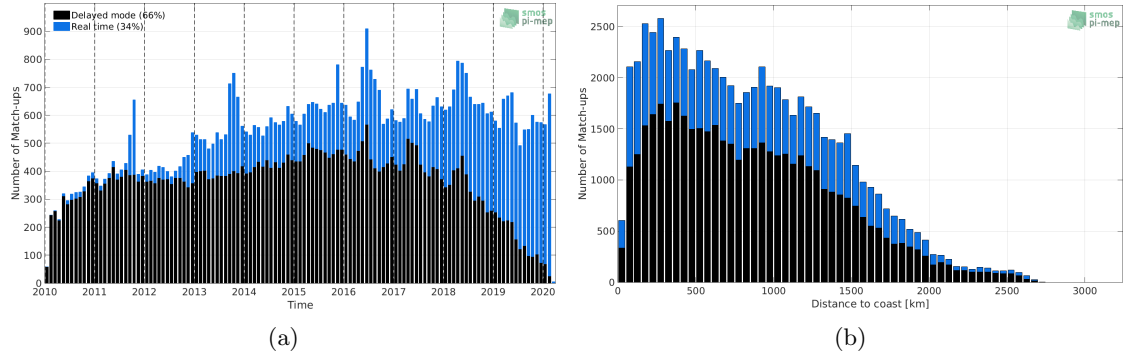 Delayed mode (66%)
Real time (34%)
smos
pi-mep
900
800
700
600
500
400
300
200
100
0
Number of Match-ups
2010 2011 2012 2013 2014 2015 2016 2017 2018 2019 2020
Time
(a)
smos
pi-mep
2500
2000
1500
1000
500
0
Number of Match-ups
0 500 1000 1500 2000 2500 3000
Distance to coast [km]
(b)